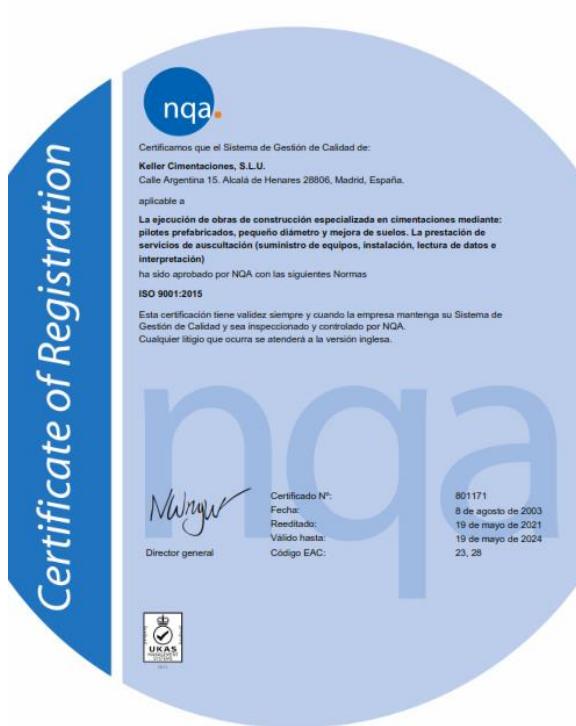 Certificate of Registration
nqa.
Certificamos que el Sistema de Gestión de Calidad de:
Keller Cimentaciones, S.L.U.
Calle Argentina 15. Alcalá de Henares 28806, Madrid, España.
aplicable a
La ejecución de obras de construcción especializada en cimentaciones mediante:
pilotes prefabricados, pequeño diámetro y mejora de suelos. La prestación de
servicios de auscultación (suministro de equipos, instalación, lectura de datos e
interpretación)
ha sido aprobado por NQA con las siguientes Normas
ISO 9001:2015
Esta certificación tiene validez siempre y cuando la empresa mantenga su Sistema de
Gestión de Calidad y sea inspeccionado y controlado por NQA.
Cualquier litigio que ocurra se atenderá a la versión inglesa.
nqa
Certificado Nº: 801171
Fecha: 8 de agosto de 2003
Reeditado: 19 de mayo de 2021
Válido hasta: 19 de mayo de 2024
Director general Código EAC: 23, 28
UKAS
MANAGEMENT
SYSTEMS